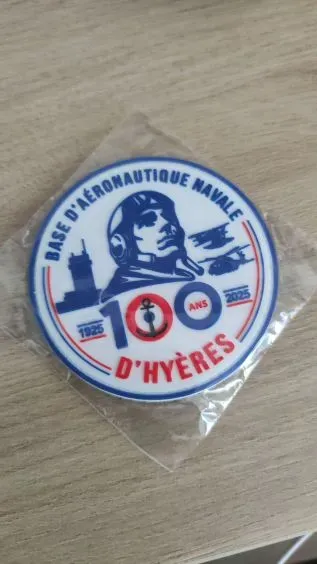 BASE D'AÉRONAUTIQUE NAVALE
1925
100
ANS
2025
D'HYÈRES